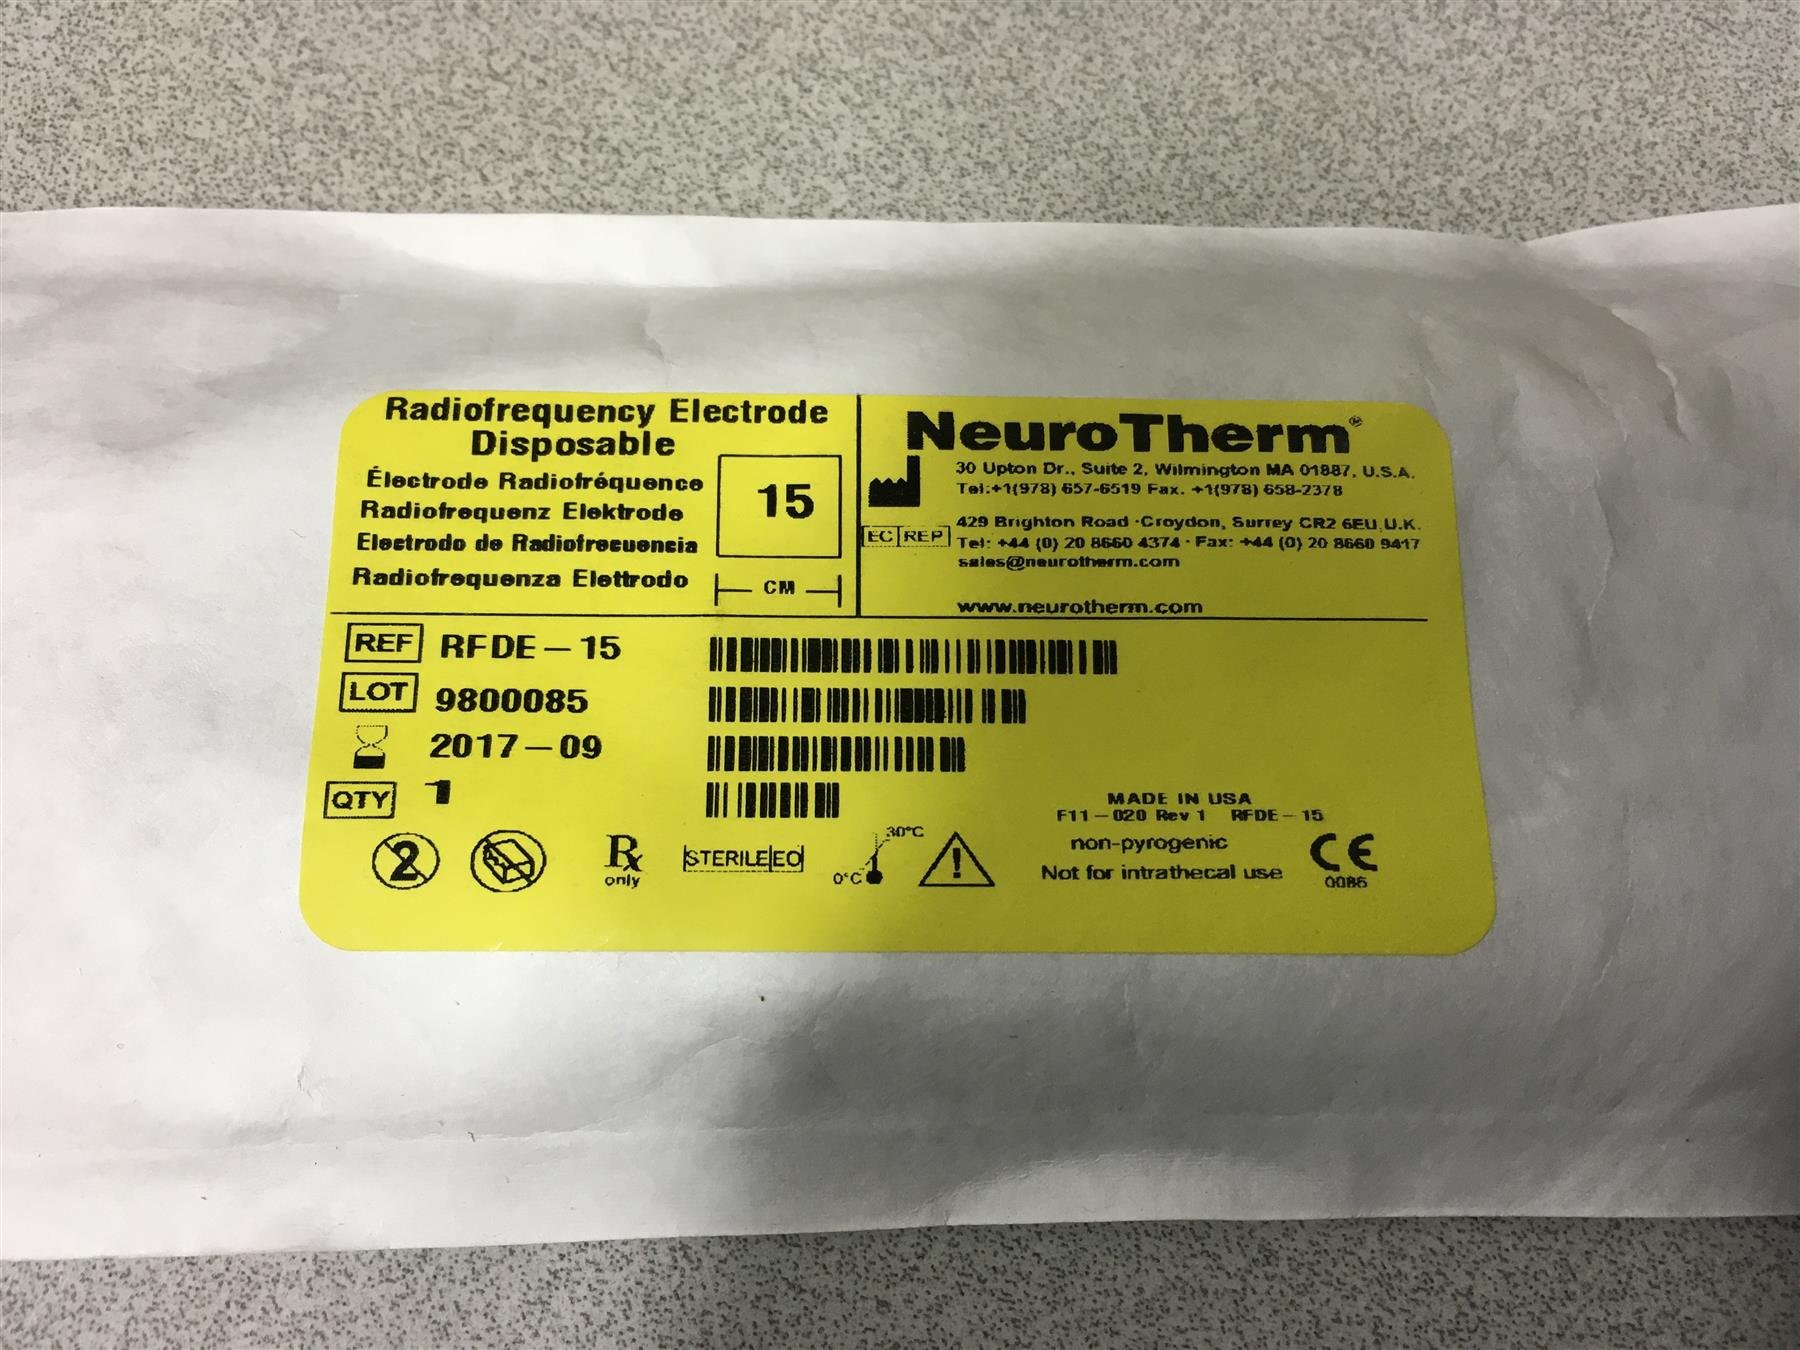 Radiofrequency Electrode
Disposable
Électrode Radiofréquence
Radiofrequenz Elektrode
Electrodo de Radiofrecuencia
Radiofrequenza Elettrodo
15
CM
NeuroTherm®
30 Upton Dr., Suite 2, Wilmington MA 01887, U.S.A.
Tel:+1(978) 657-6519 Fax. +1(978) 658-2378
EC REP
429 Brighton Road ·Croydon, Surrey CR2 6EU,U.K.
Tel: +44 (0) 20 8660 4374 · Fax: +44 (0) 20 8660 9417
sales@neurotherm.com
www.neurotherm.com
REF RFDE-15
LOT 9800085
2017-09
QTY 1
MADE IN USA
F11-020 Rev 1 RFDE-15
non-pyrogenic
Not for intrathecal use
2
Rx
only
STERILE EO
0°C
30°C
!
CE
0086